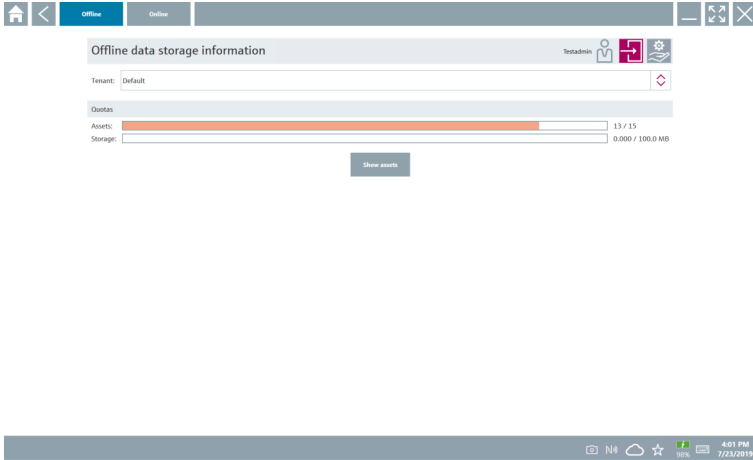 Offline Online
Offline data storage information Testadmin
Tenant: Default
Quotas
Assets: 13 / 15
Storage: 0.000 / 100.0 MB
Show assets
98% 4:01 PM
7/23/2019